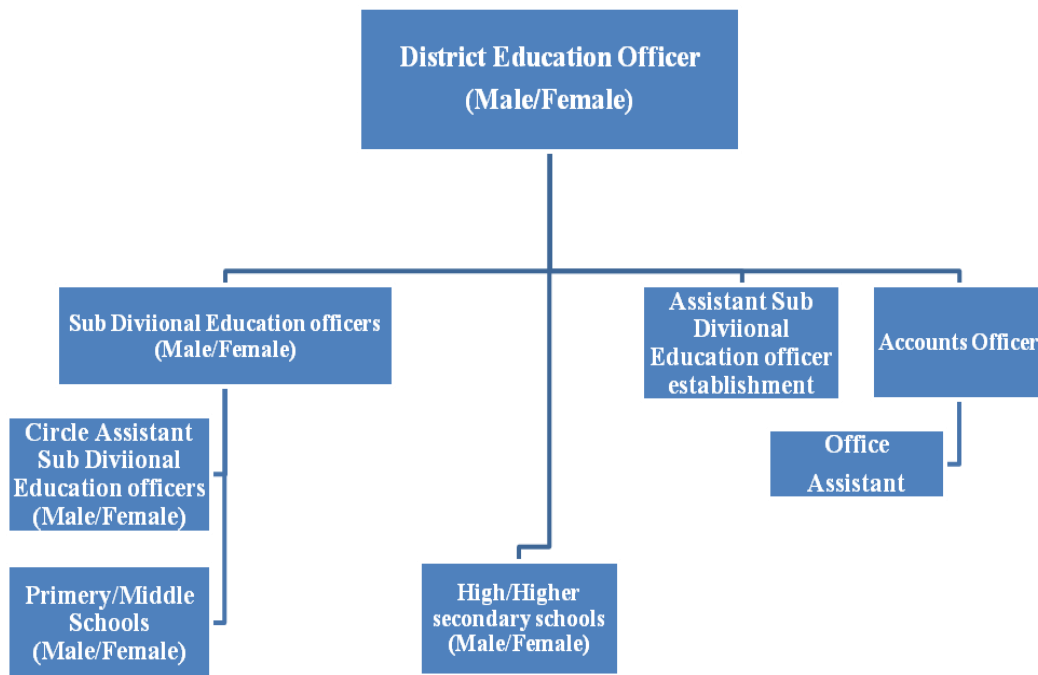 District Education Officer
(Male/Female)
Sub Diviional Education officers
(Male/Female)
Assistant Sub
Diviional
Education officer
establishment
Accounts Officer
Circle Assistant
Sub Diviional
Education officers
(Male/Female)
Office
Assistant
Primery/Middle
Schools
(Male/Female)
High/Higher
secondary schools
(Male/Female)